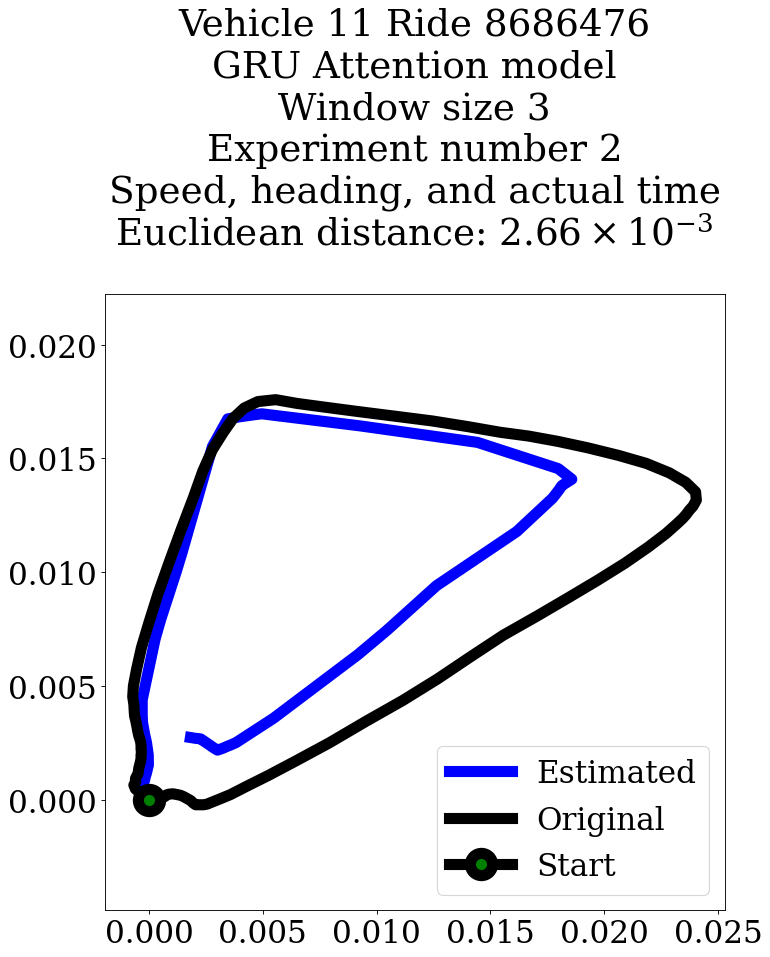 Vehicle 11 Ride 8686476
GRU Attention model
Window size 3
Experiment number 2
Speed, heading, and actual time
Euclidean distance: 2.66 × 10⁻³
0.020
0.015
0.010
0.005
0.000
Estimated
Original
Start
0.000 0.005 0.010 0.015 0.020 0.025